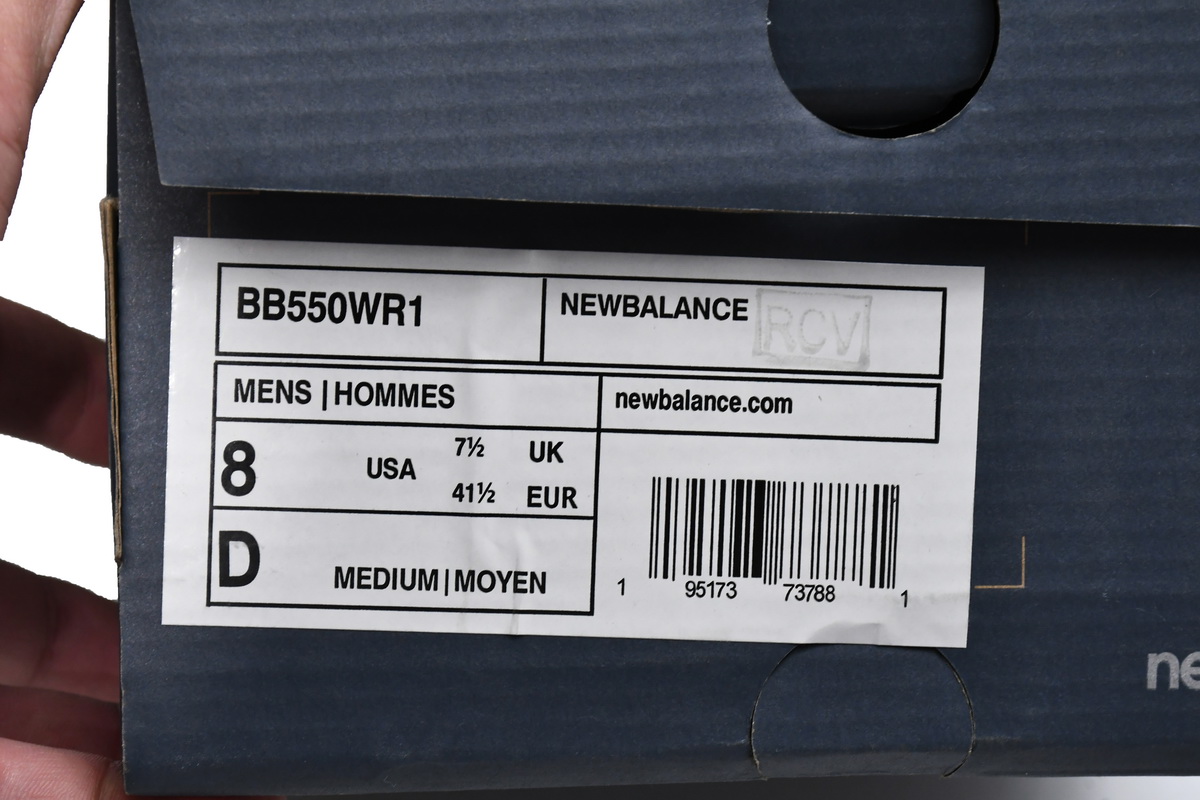 BB550WR1
NEWBALANCE
RCV
MENS | HOMMES
newbalance.com
8 USA 7½ UK
41½ EUR
D MEDIUM | MOYEN
1 95173 73788 1
ne